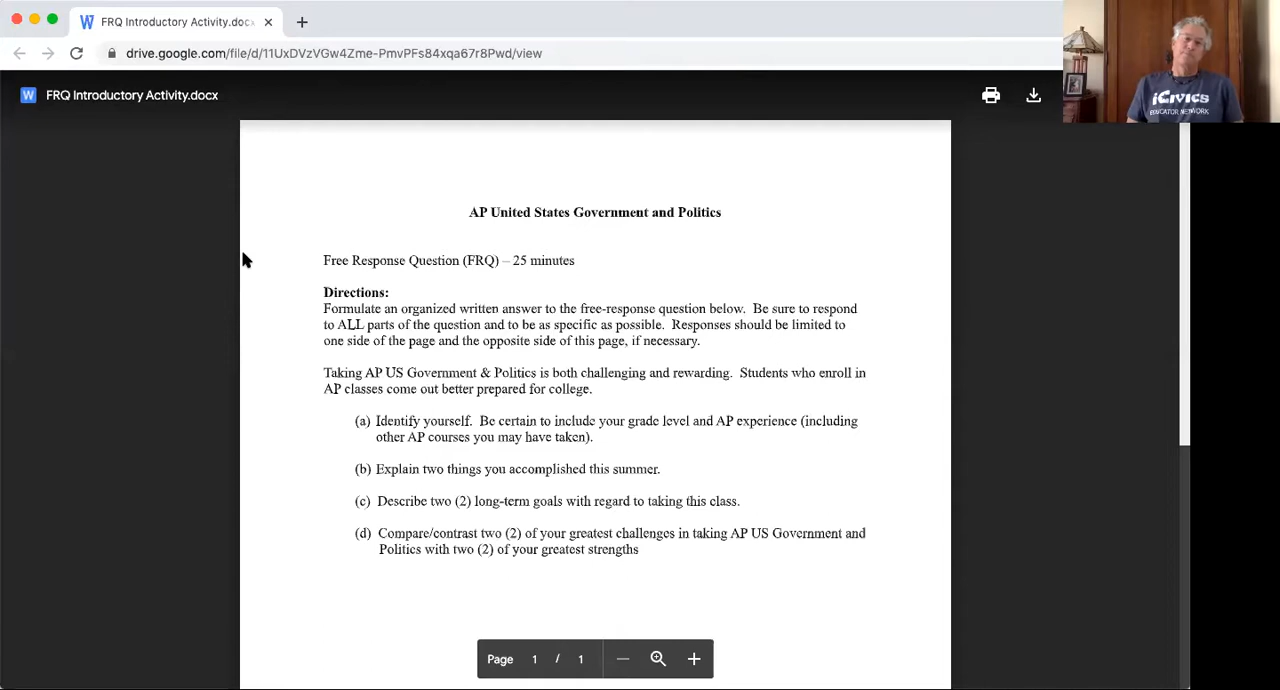 FRQ Introductory Activity.docx
drive.google.com/file/d/11UxDVzVGw4Zme-PmvPFs84xqa67r8Pwd/view
W FRQ Introductory Activity.docx
iCivics
EDUCATOR NETWORK
AP United States Government and Politics
Free Response Question (FRQ) – 25 minutes
Directions:
Formulate an organized written answer to the free-response question below. Be sure to respond
to ALL parts of the question and to be as specific as possible. Responses should be limited to
one side of the page and the opposite side of this page, if necessary.
Taking AP US Government & Politics is both challenging and rewarding. Students who enroll in
AP classes come out better prepared for college.
(a) Identify yourself. Be certain to include your grade level and AP experience (including
other AP courses you may have taken).
(b) Explain two things you accomplished this summer.
(c) Describe two (2) long-term goals with regard to taking this class.
(d) Compare/contrast two (2) of your greatest challenges in taking AP US Government and
Politics with two (2) of your greatest strengths
Page 1 / 1